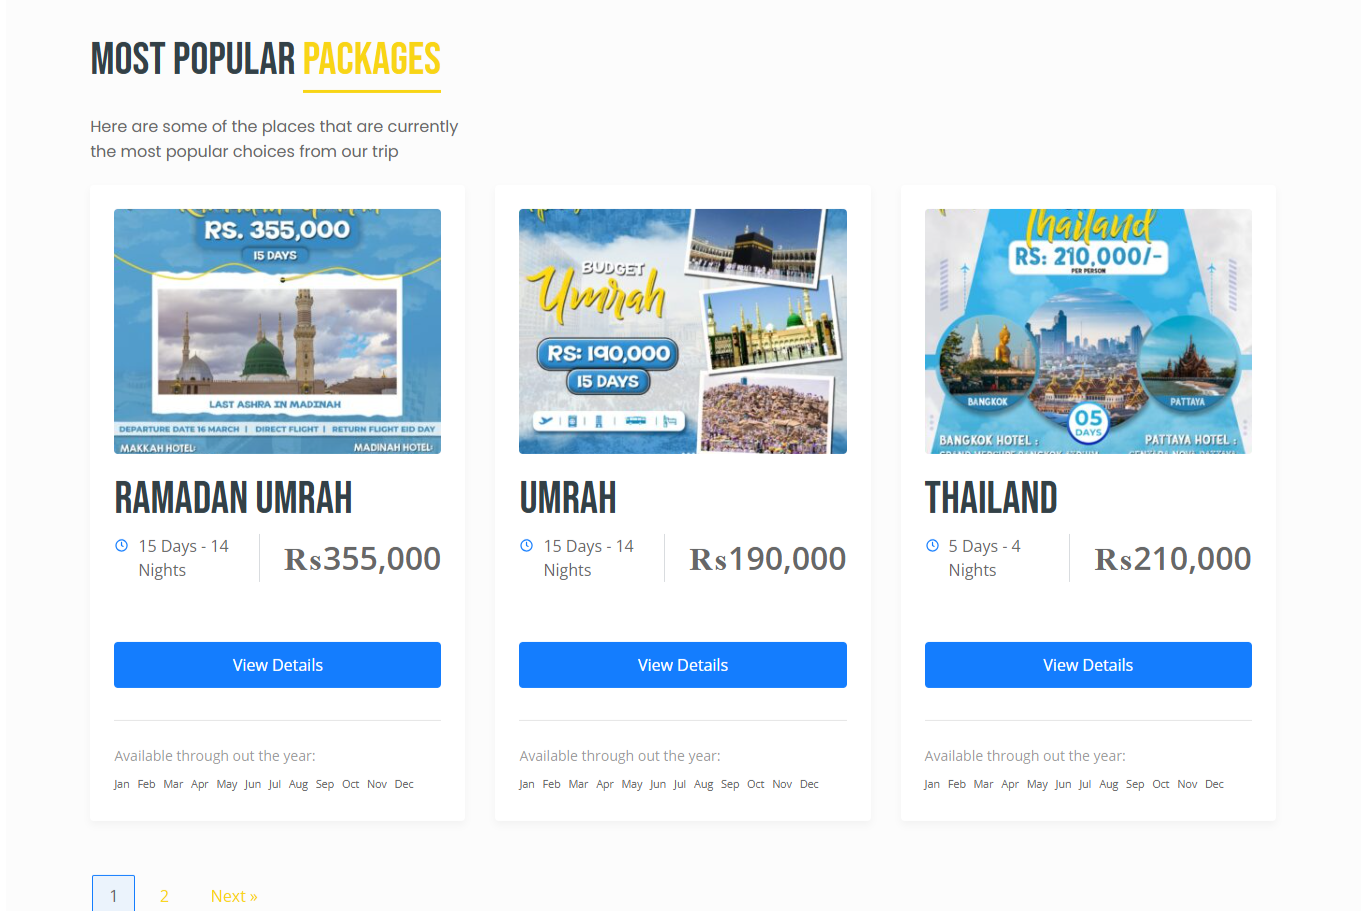 MOST POPULAR PACKAGES
Here are some of the places that are currently
the most popular choices from our trip
RS. 355,000
15 DAYS
LAST ASHRA IN MADINAH
DEPARTURE DATE 16 MARCH | DIRECT FLIGHT | RETURN FLIGHT EID DAY
MAKKAH HOTEL: MADINAH HOTEL:
RAMADAN UMRAH
15 Days - 14
Nights
₨355,000
View Details
Available through out the year:
Jan Feb Mar Apr May Jun Jul Aug Sep Oct Nov Dec
BUDGET
Umrah
RS: 190,000
15 DAYS
UMRAH
15 Days - 14
Nights
₨190,000
View Details
Available through out the year:
Jan Feb Mar Apr May Jun Jul Aug Sep Oct Nov Dec
Thailand
RS: 210,000/-
PER PERSON
BANGKOK
PATTAYA
05
DAYS
BANGKOK HOTEL : PATTAYA HOTEL :
THAILAND
5 Days - 4
Nights
₨210,000
View Details
Available through out the year:
Jan Feb Mar Apr May Jun Jul Aug Sep Oct Nov Dec
1 2 Next »